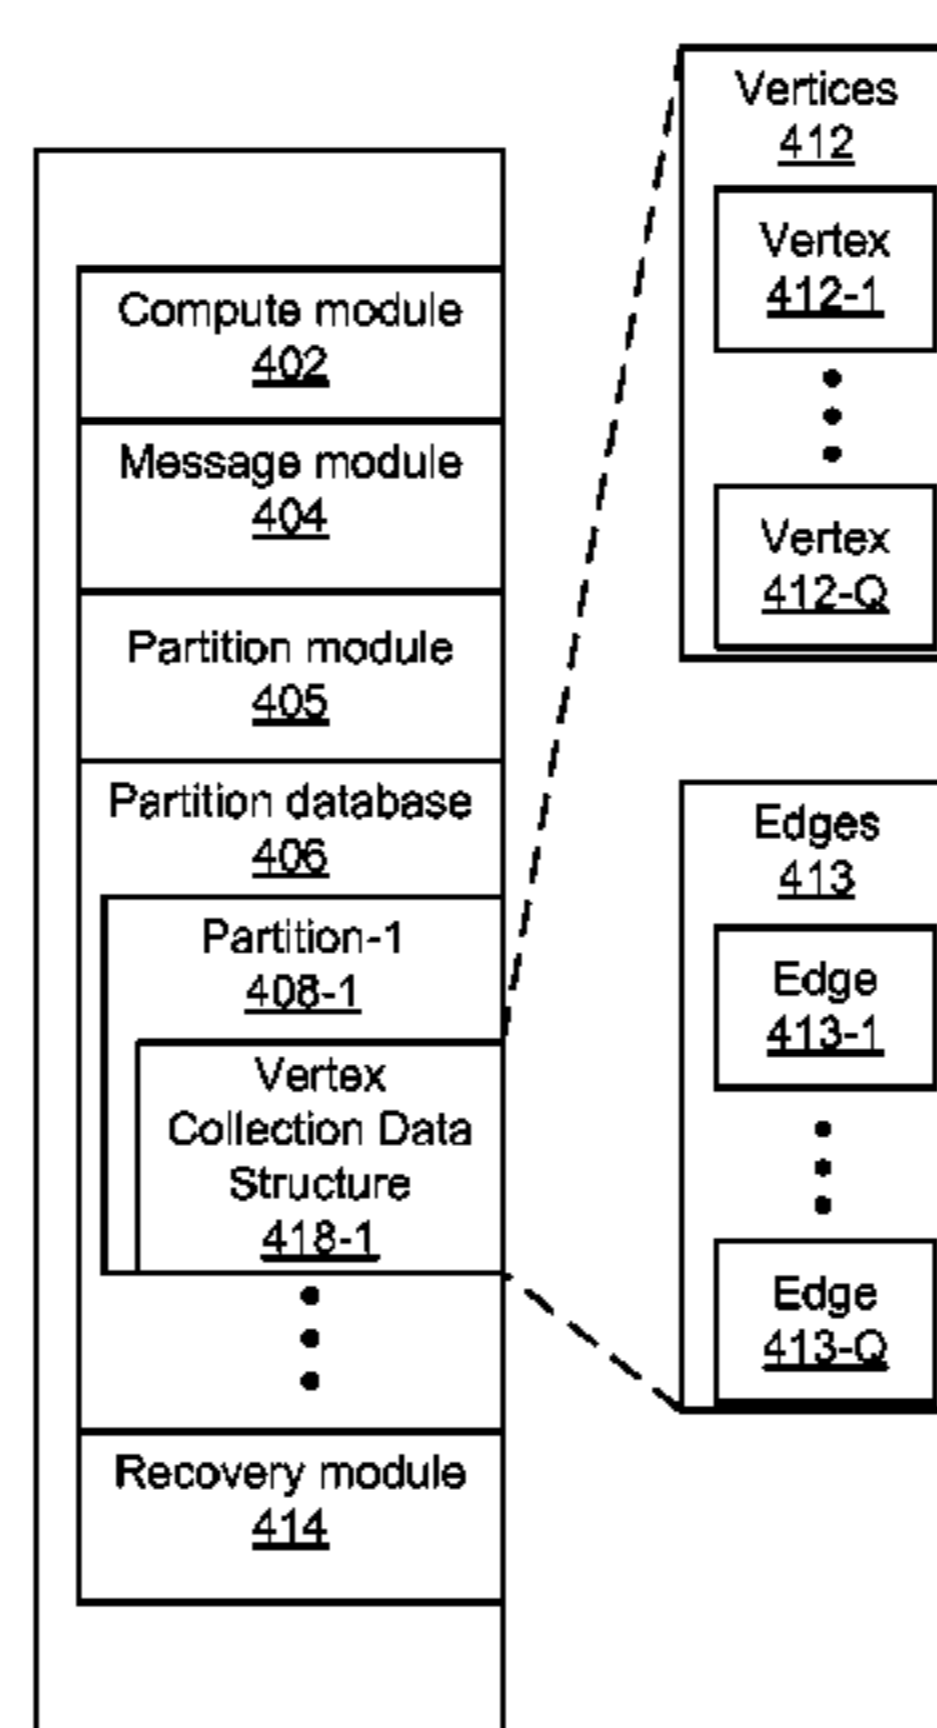 Compute module
402
Message module
404
Partition module
405
Partition database
406
Partition-1
408-1
Vertex
Collection Data
Structure
418-1
Recovery module
414
Vertices
412
Vertex
412-1
Vertex
412-Q
Edges
413
Edge
413-1
Edge
413-Q